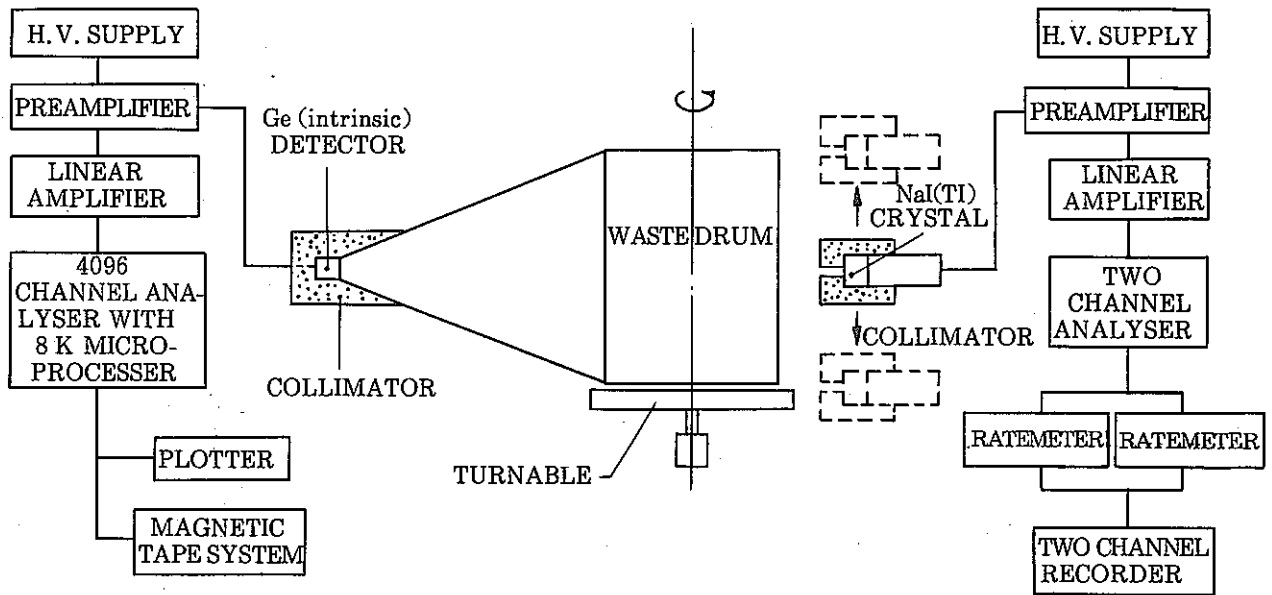 H.V. SUPPLY
PREAMPLIFIER
LINEAR
AMPLIFIER
4096
CHANNEL ANA-
LYSER WITH
8 K MICRO-
PROCESSER
PLOTTER
MAGNETIC
TAPE SYSTEM
Ge (intrinsic)
DETECTOR
COLLIMATOR
WASTE DRUM
TURNABLE
NaI(TI)
CRYSTAL
COLLIMATOR
H.V. SUPPLY
PREAMPLIFIER
LINEAR
AMPLIFIER
TWO
CHANNEL
ANALYSER
RATEMETER
RATEMETER
TWO CHANNEL
RECORDER